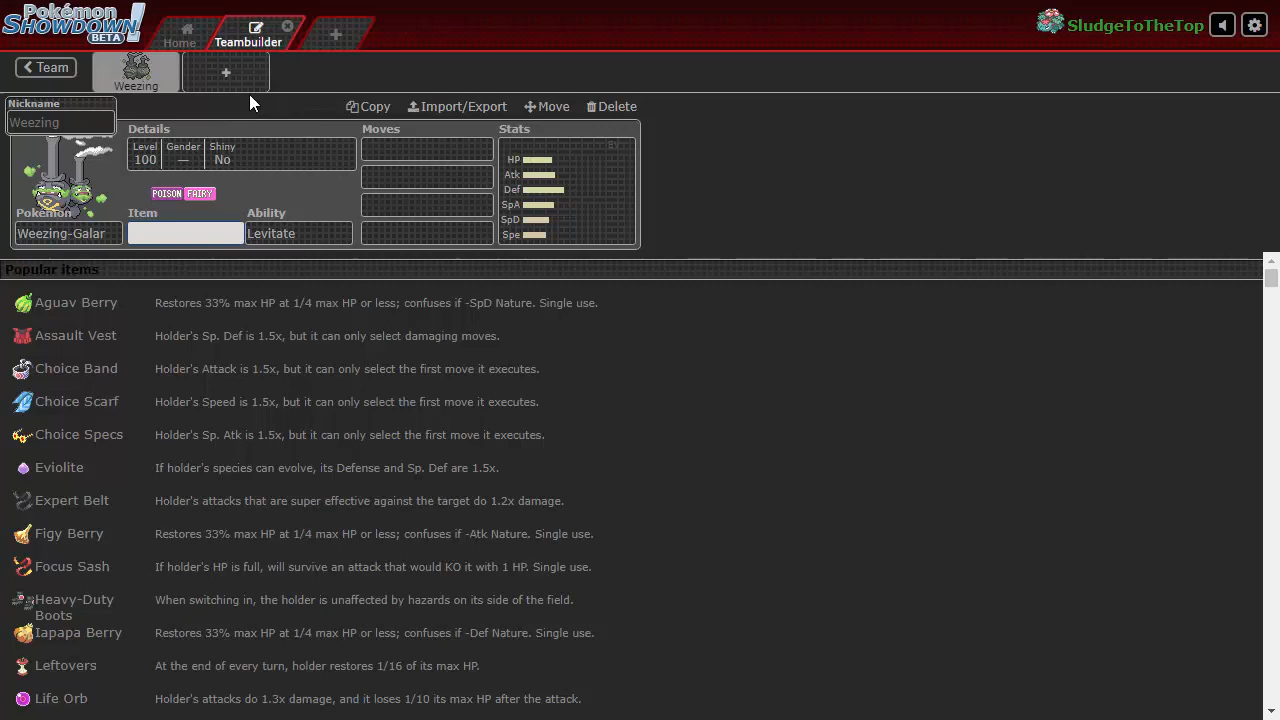 Pokémon
SHOWDOWN!
BETA
Home
Teambuilder
SludgeToTheTop
Team
Weezing
Copy
Import/Export
Move
Delete
Nickname
Weezing
Details
Moves
Stats
Level
Gender
Shiny
100
—
No
EV
HP
Atk
Def
SpA
SpD
Spe
POISON FAIRY
Pokémon
Item
Ability
Weezing-Galar
Levitate
Popular items
Aguav Berry Restores 33% max HP at 1/4 max HP or less; confuses if -SpD Nature. Single use.
Assault Vest Holder's Sp. Def is 1.5x, but it can only select damaging moves.
Choice Band Holder's Attack is 1.5x, but it can only select the first move it executes.
Choice Scarf Holder's Speed is 1.5x, but it can only select the first move it executes.
Choice Specs Holder's Sp. Atk is 1.5x, but it can only select the first move it executes.
Eviolite If holder's species can evolve, its Defense and Sp. Def are 1.5x.
Expert Belt Holder's attacks that are super effective against the target do 1.2x damage.
Figy Berry Restores 33% max HP at 1/4 max HP or less; confuses if -Atk Nature. Single use.
Focus Sash If holder's HP is full, will survive an attack that would KO it with 1 HP. Single use.
Heavy-Duty
Boots When switching in, the holder is unaffected by hazards on its side of the field.
Iapapa Berry Restores 33% max HP at 1/4 max HP or less; confuses if -Def Nature. Single use.
Leftovers At the end of every turn, holder restores 1/16 of its max HP.
Life Orb Holder's attacks do 1.3x damage, and it loses 1/10 its max HP after the attack.